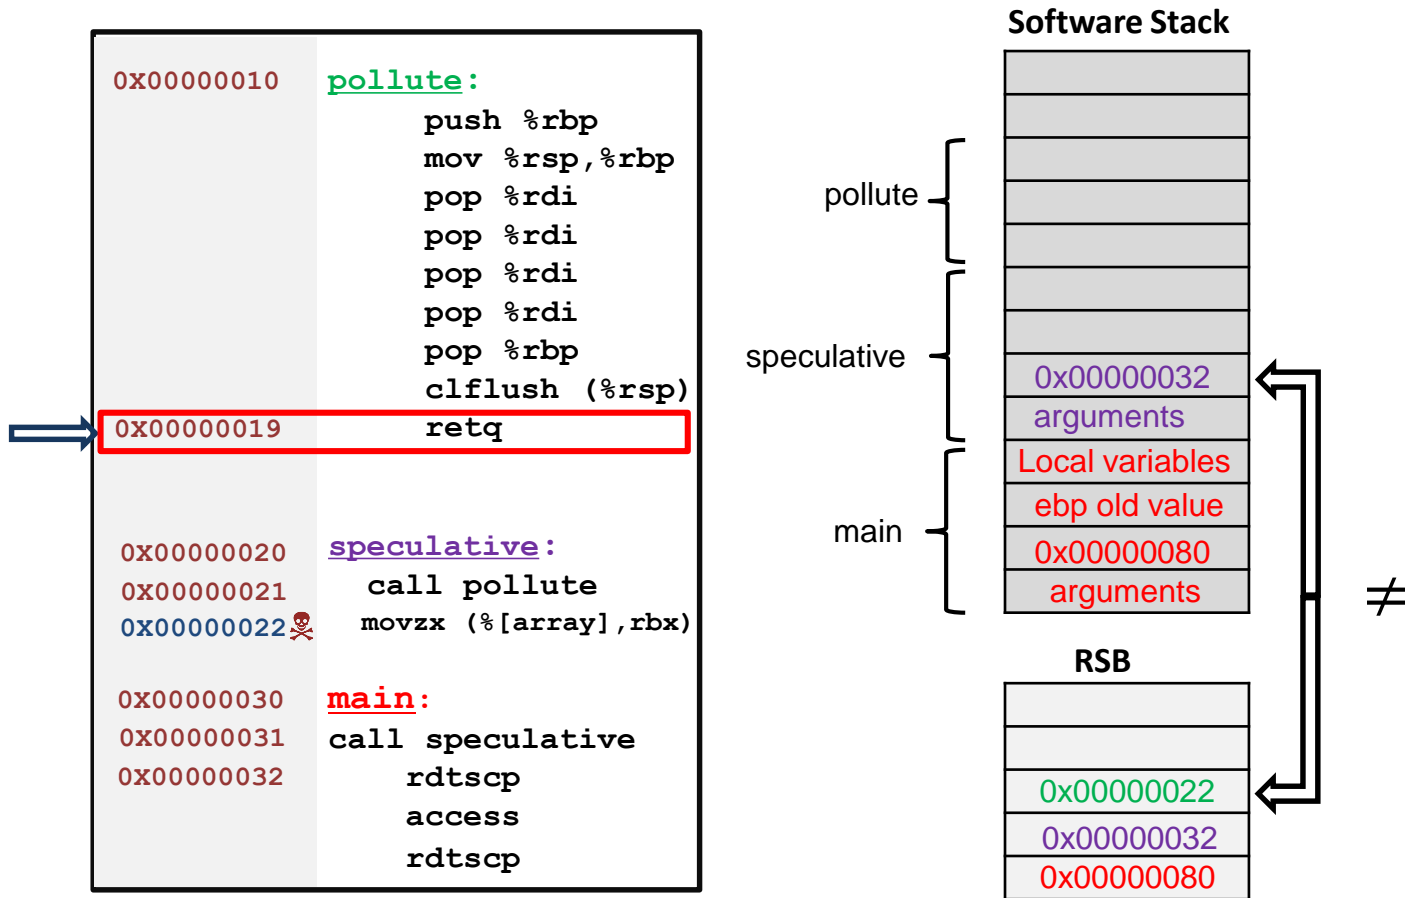 0X00000010 pollute:
push %rbp
mov %rsp,%rbp
pop %rdi
pop %rdi
pop %rdi
pop %rdi
pop %rbp
clflush (%rsp)
0X00000019 retq
0X00000020 speculative:
0X00000021 call pollute
0X00000022 movzx (%[array],rbx)
0X00000030 main:
0X00000031 call speculative
0X00000032 rdtscp
access
rdtscp
Software Stack
pollute
speculative
main
0x00000032
arguments
Local variables
ebp old value
0x00000080
arguments
≠
RSB
0x00000022
0x00000032
0x00000080